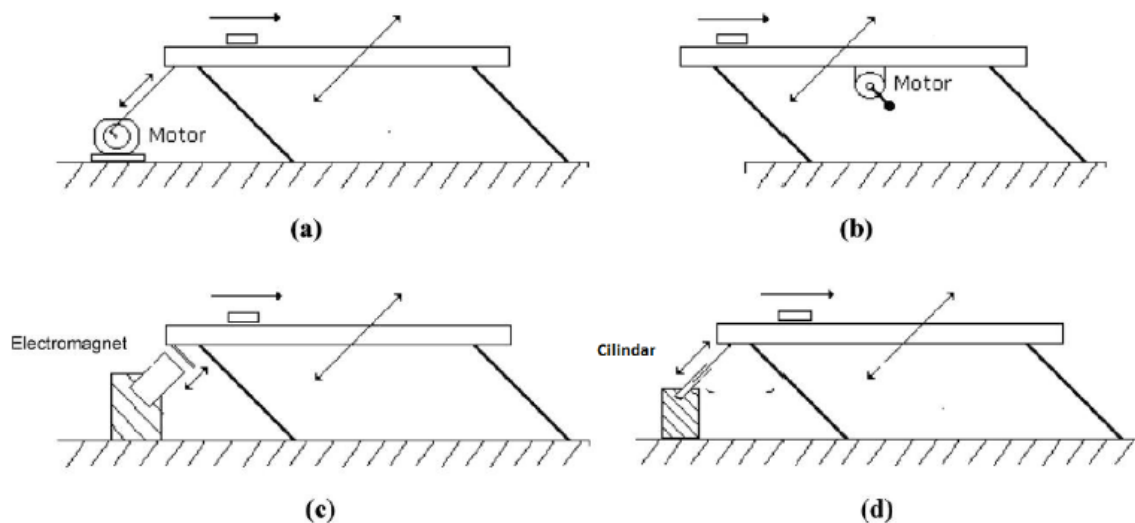 Motor
(a)
Motor
(b)
Electromagnet
(c)
Cilindar
(d)